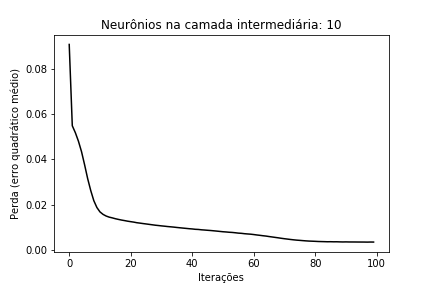 Neurônios na camada intermediária: 10
Perda (erro quadrático médio)
0.08
0.06
0.04
0.02
0.00
0 20 40 60 80 100
Iterações